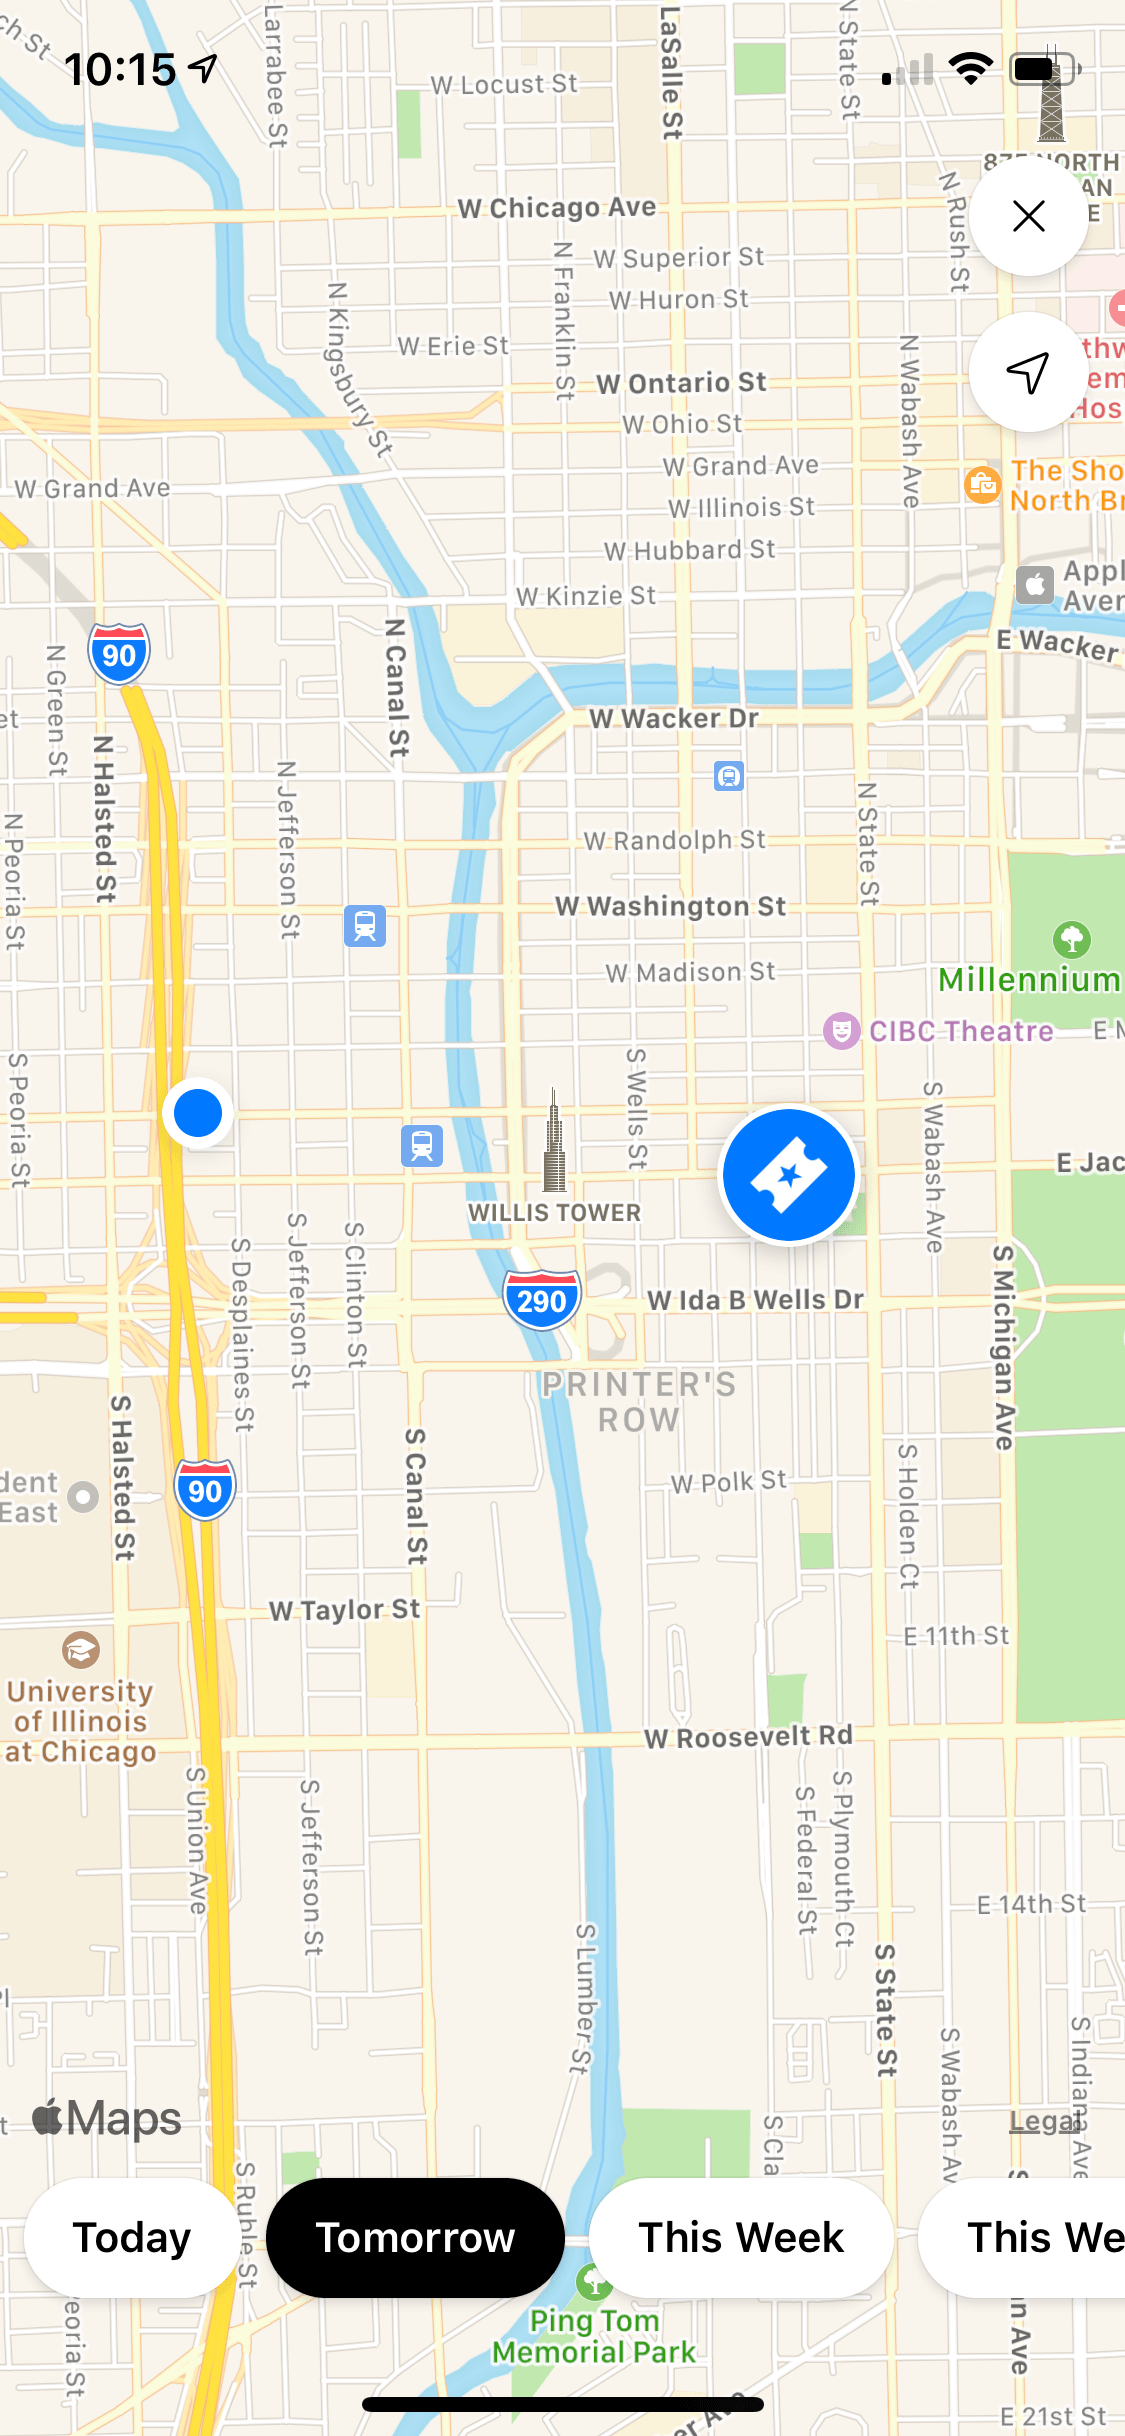 10:15
Larrabee St
W Locust St
LaSalle St
N State St
W Chicago Ave
N Rush St
N Franklin St
W Superior St
N Kingsbury St
W Huron St
W Erie St
N Wabash Ave
W Ontario St
W Ohio St
W Grand Ave
W Grand Ave
The Sho
North Br
W Illinois St
W Hubbard St
W Kinzie St
Appl
Aver
E Wacker
90
N Green St
N Canal St
W Wacker Dr
N Halsted St
N Jefferson St
N State St
N Peoria St
W Randolph St
W Washington St
W Madison St
Millennium
CIBC Theatre
E M
S Peoria St
S Wells St
S Wabash Ave
E Jac
WILLIS TOWER
S Jefferson St
S Clinton St
S Desplaines St
290
W Ida B Wells Dr
S Michigan Ave
PRINTER'S
ROW
S Halsted St
S Canal St
dent
East
90
W Polk St
S Holden Ct
W Taylor St
E 11th St
University
of Illinois
at Chicago
W Roosevelt Rd
S Union Ave
S Jefferson St
S Federal St
S Plymouth Ct
E 14th St
S Lumber St
S State St
S Wabash Av
S Indiana Ave
Maps
Legal
S Cla
S Ruble St
Today
Tomorrow
This Week
This We
eoria St
Ping Tom
Memorial Park
n Ave
E 21st St